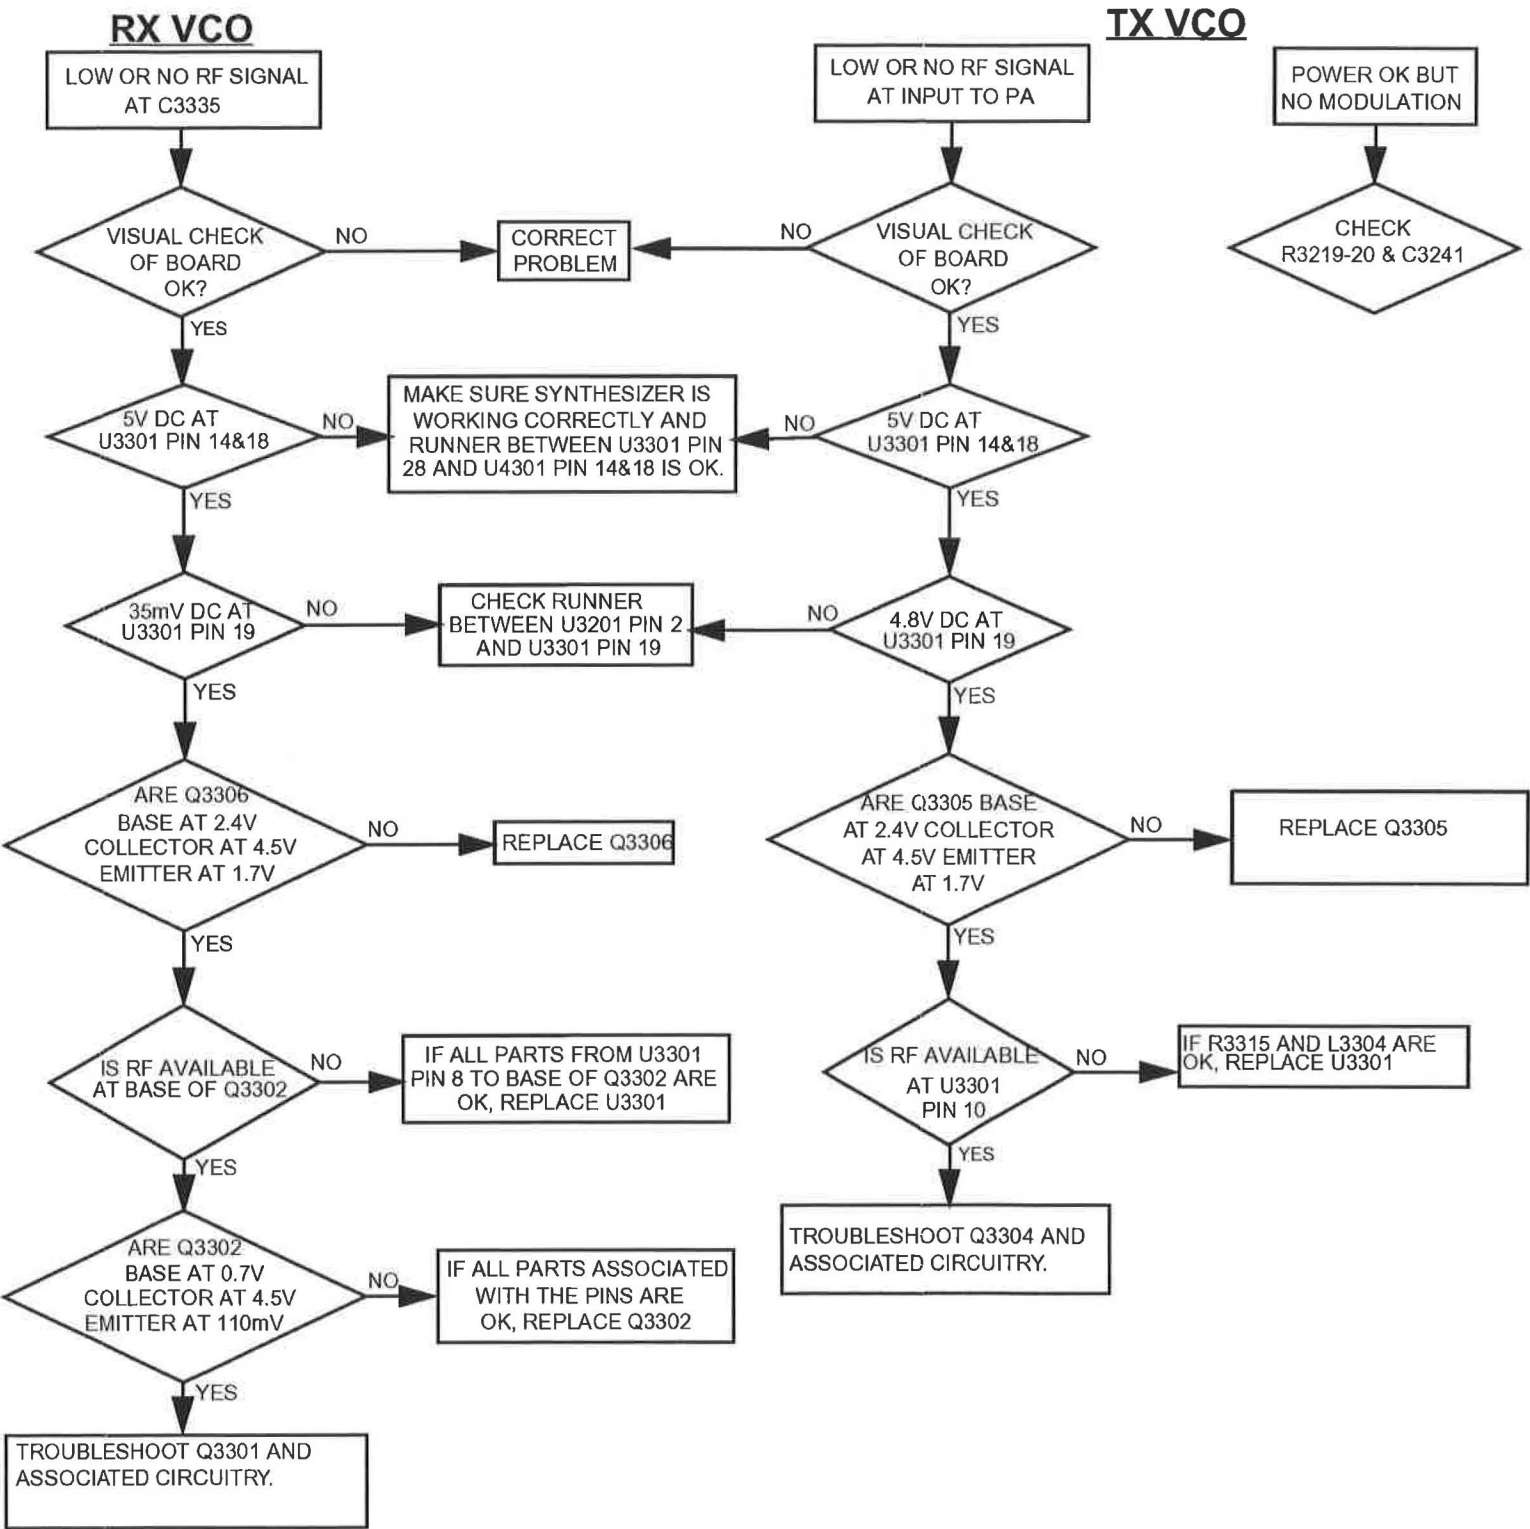 RX VCO
LOW OR NO RF SIGNAL
AT C3335
VISUAL CHECK
OF BOARD
OK?
NO
YES
CORRECT
PROBLEM
5V DC AT
U3301 PIN 14&18
NO
YES
MAKE SURE SYNTHESIZER IS
WORKING CORRECTLY AND
RUNNER BETWEEN U3301 PIN
28 AND U4301 PIN 14&18 IS OK.
35mV DC AT
U3301 PIN 19
NO
YES
CHECK RUNNER
BETWEEN U3201 PIN 2
AND U3301 PIN 19
ARE Q3306
BASE AT 2.4V
COLLECTOR AT 4.5V
EMITTER AT 1.7V
NO
YES
REPLACE Q3306
IS RF AVAILABLE
AT BASE OF Q3302
NO
YES
IF ALL PARTS FROM U3301
PIN 8 TO BASE OF Q3302 ARE
OK, REPLACE U3301
ARE Q3302
BASE AT 0.7V
COLLECTOR AT 4.5V
EMITTER AT 110mV
NO
YES
IF ALL PARTS ASSOCIATED
WITH THE PINS ARE
OK, REPLACE Q3302
TROUBLESHOOT Q3301 AND
ASSOCIATED CIRCUITRY.
TX VCO
LOW OR NO RF SIGNAL
AT INPUT TO PA
VISUAL CHECK
OF BOARD
OK?
NO
YES
5V DC AT
U3301 PIN 14&18
NO
YES
4.8V DC AT
U3301 PIN 19
NO
YES
ARE Q3305 BASE
AT 2.4V COLLECTOR
AT 4.5V EMITTER
AT 1.7V
NO
YES
REPLACE Q3305
IS RF AVAILABLE
AT U3301
PIN 10
NO
YES
IF R3315 AND L3304 ARE
OK, REPLACE U3301
TROUBLESHOOT Q3304 AND
ASSOCIATED CIRCUITRY.
POWER OK BUT
NO MODULATION
CHECK
R3219-20 & C3241